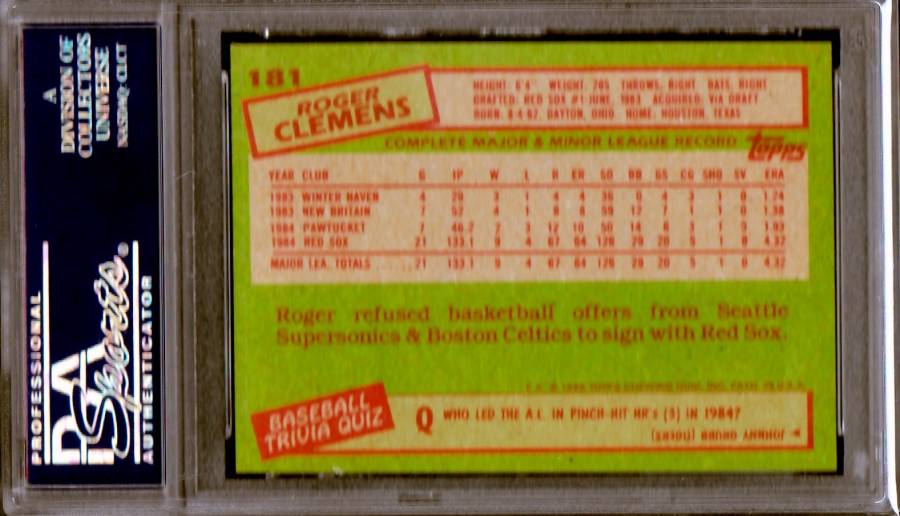 A
DIVISION OF
COLLECTORS
UNIVERSE
NASDAQ: CLCT
PROFESSIONAL
PSA
Sports
AUTHENTICATOR
181
ROGER
CLEMENS
HEIGHT: 6'4" WEIGHT: 205 THROWS: RIGHT BATS: RIGHT
DRAFTED: RED SOX #1-JUNE, 1983 ACQUIRED: VIA DRAFT
BORN: 8-4-62, DAYTON, OHIO HOME: HOUSTON, TEXAS
COMPLETE MAJOR & MINOR LEAGUE RECORD
Topps
YEAR CLUB G IP W L R ER SO BB GS CG SHO SV ERA
1983 WINTER HAVEN 4 29 3 1 4 4 36 0 4 3 1 0 1.24
1983 NEW BRITAIN 7 52 4 1 8 8 59 12 7 1 1 0 1.38
1984 PAWTUCKET 7 46.2 2 3 12 10 50 14 6 3 1 0 1.93
1984 RED SOX 21 133.1 9 4 67 64 126 29 20 5 1 0 4.32
MAJOR LEA. TOTALS 21 133.1 9 4 67 64 126 29 20 5 1 0 4.32
Roger refused basketball offers from Seattle
Supersonics & Boston Celtics to sign with Red Sox.
BASEBALL
TRIVIA QUIZ
Q WHO LED THE A.L. IN PINCH-HIT HR's (3) IN 1984?